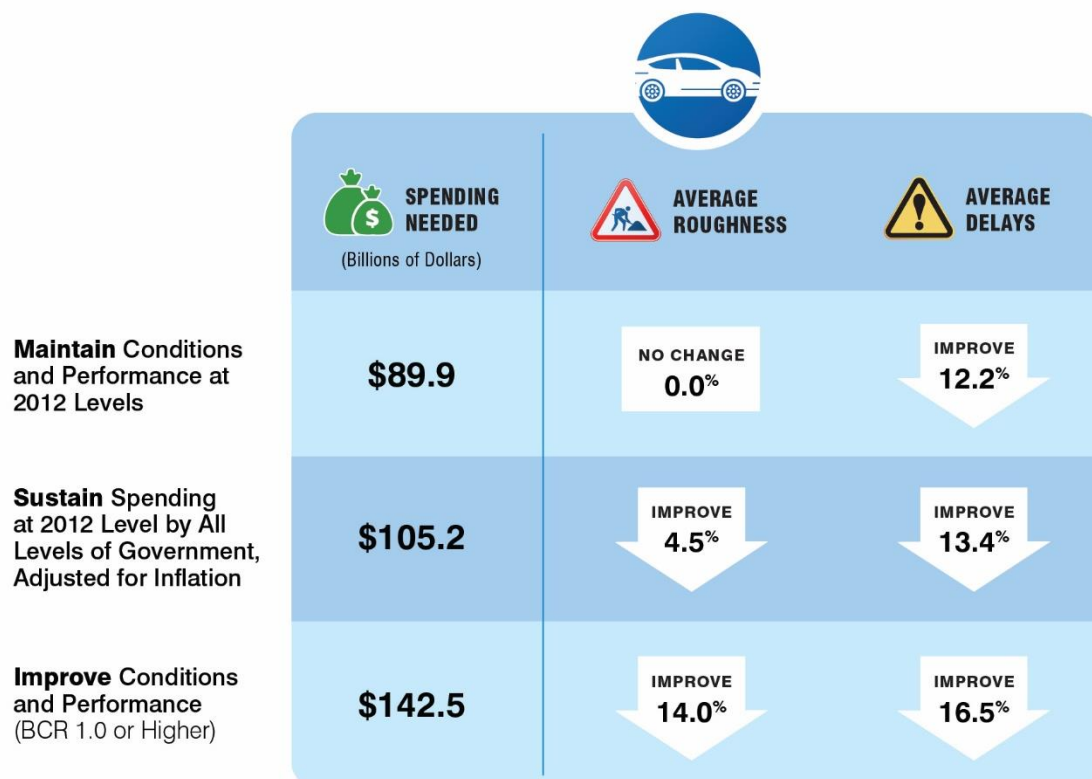 SPENDING
NEEDED
(Billions of Dollars)
$
AVERAGE
ROUGHNESS
AVERAGE
DELAYS
Maintain Conditions
and Performance at
2012 Levels
$89.9
NO CHANGE
0.0%
IMPROVE
12.2%
Sustain Spending
at 2012 Level by All
Levels of Government,
Adjusted for Inflation
$105.2
IMPROVE
4.5%
IMPROVE
13.4%
Improve Conditions
and Performance
(BCR 1.0 or Higher)
$142.5
IMPROVE
14.0%
IMPROVE
16.5%